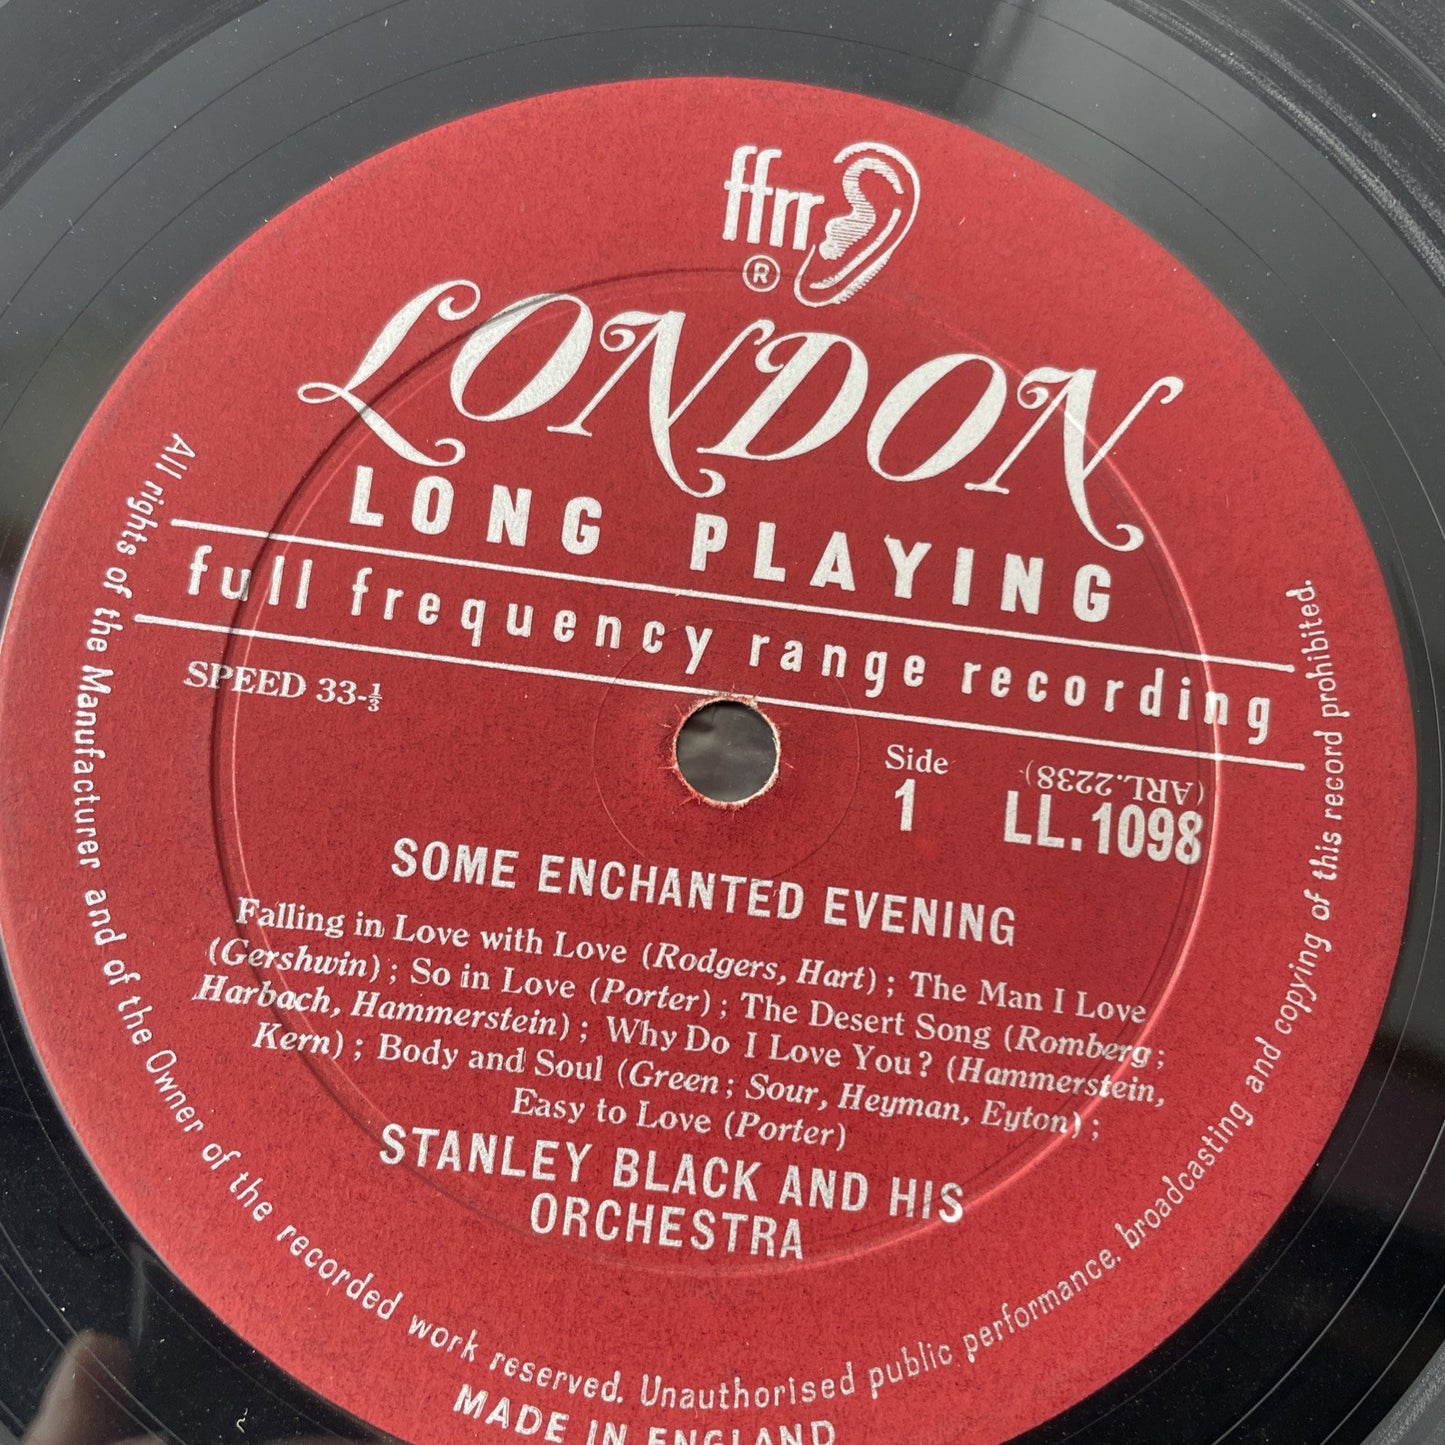 ffrr
®
LONDON
LONG PLAYING
full frequency range recording
SPEED 33-⅓
Side
1
(ARL.2238)
LL.1098
SOME ENCHANTED EVENING
Falling in Love with Love (Rodgers, Hart) ; The Man I Love
(Gershwin) ; So in Love (Porter) ; The Desert Song (Romberg ;
Harbach, Hammerstein) ; Why Do I Love You? (Hammerstein,
Kern) ; Body and Soul (Green ; Sour, Heyman, Eyton) ;
Easy to Love (Porter)
STANLEY BLACK AND HIS
ORCHESTRA
All rights of the Manufacturer and of the Owner of the recorded work reserved. Unauthorised public performance. broadcasting and copying of this record prohibited.
MADE IN ENGLAND